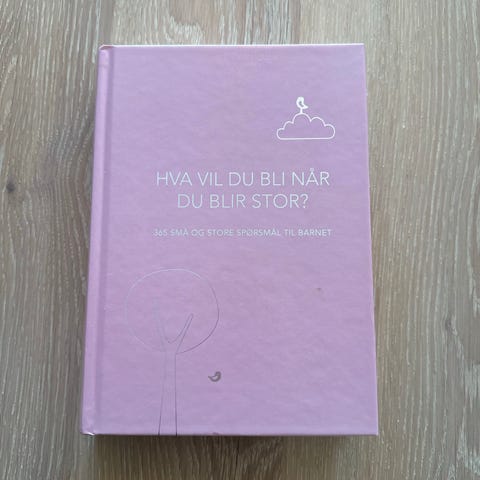 HVA VIL DU BLI NÅR
DU BLIR STOR?
365 SMÅ OG STORE SPØRSMÅL TIL BARNET